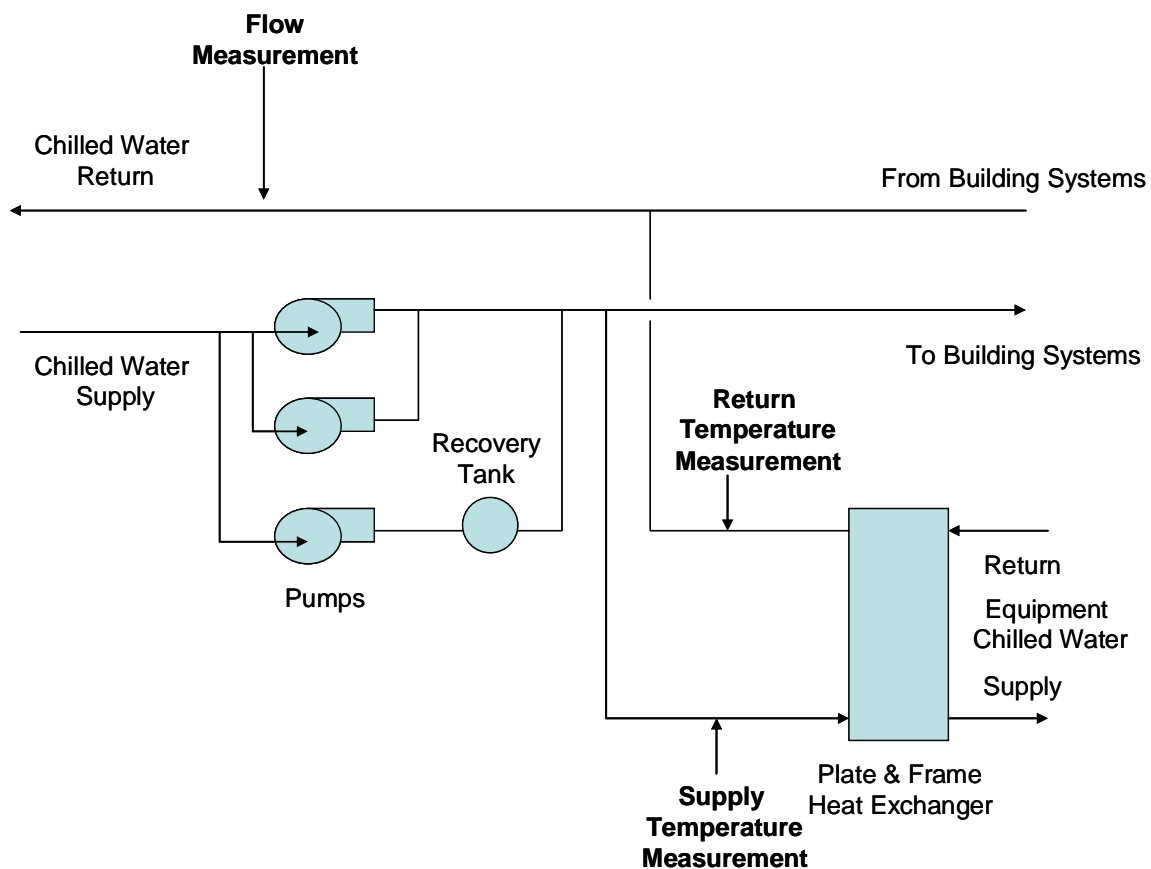 Flow
Measurement
Chilled Water
Return
From Building Systems
Chilled Water
Supply
To Building Systems
Return
Temperature
Measurement
Recovery
Tank
Pumps
Return
Equipment
Chilled Water
Supply
Plate & Frame
Heat Exchanger
Supply
Temperature
Measurement